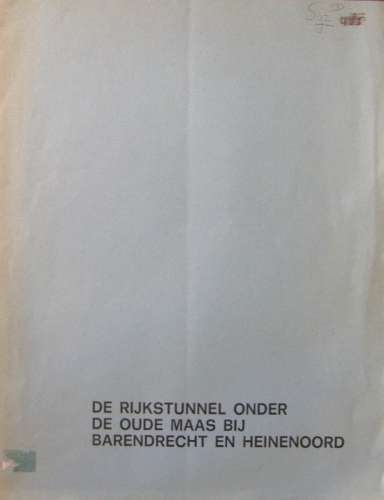 DE RIJKSTUNNEL ONDER
DE OUDE MAAS BIJ
BARENDRECHT EN HEINENOORD